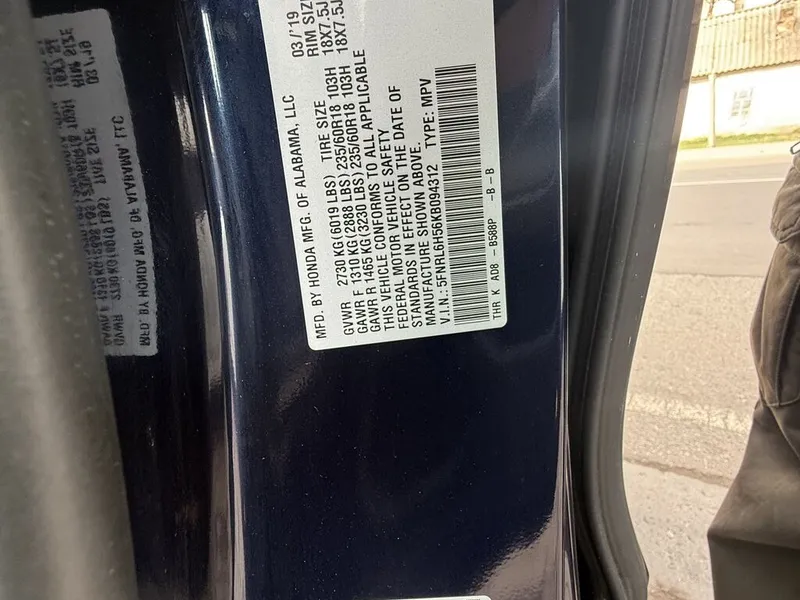 MFD. BY HONDA MFG. OF ALABAMA, LLC 03/'19
GVWR 2730 KG(6019 LBS) TIRE SIZE RIM SIZ
GAWR F 1310 KG(2888 LBS) 235/60R18 103H 18X7.5J
GAWR R 1465 KG(3230 LBS) 235/60R18 103H 18X7.5J
THIS VEHICLE CONFORMS TO ALL APPLICABLE
FEDERAL MOTOR VEHICLE SAFETY
STANDARDS IN EFFECT ON THE DATE OF
MANUFACTURE SHOWN ABOVE.
V.I.N.: 5FNRL6H56KB094312 TYPE: MPV
THR K AD8 - B588P -B-B